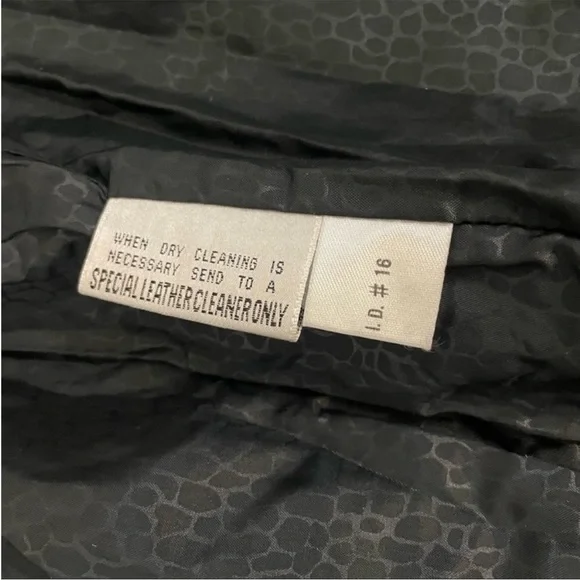 WHEN DRY CLEANING IS
NECESSARY SEND TO A
SPECIAL LEATHER CLEANER ONLY
I.D. # 16